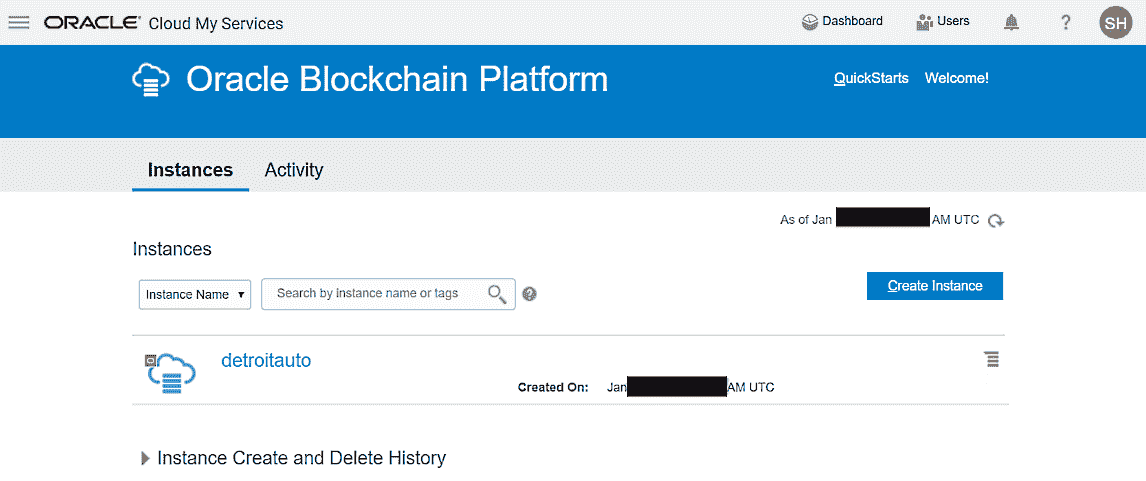 ORACLE® Cloud My Services Dashboard Users ? SH
Oracle Blockchain Platform QuickStarts Welcome!
Instances Activity
As of Jan AM UTC
Instances
Instance Name Search by instance name or tags ? Create Instance
detroitauto
Created On: Jan AM UTC
Instance Create and Delete History